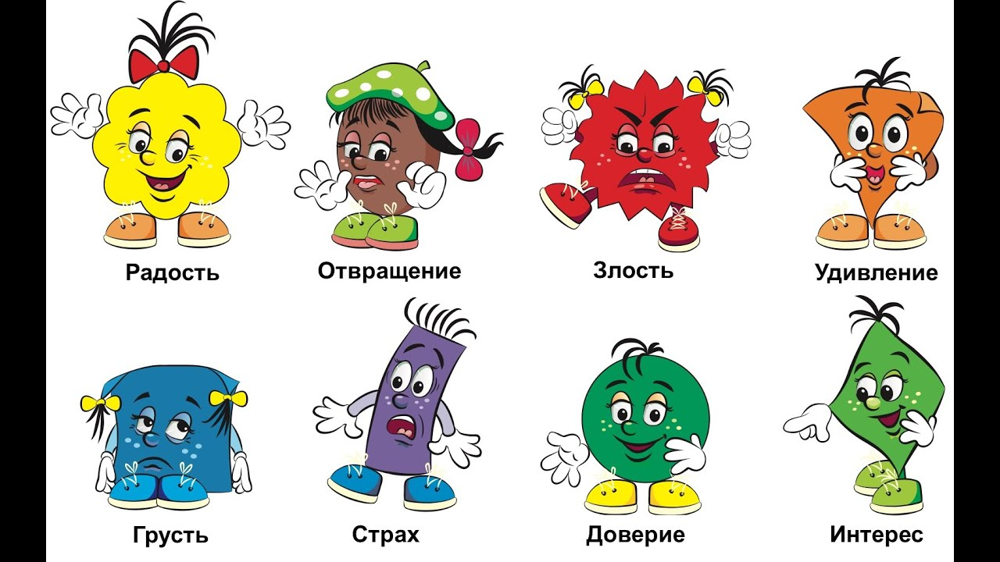 Радость
Отвращение
Злость
Удивление
Грусть
Страх
Доверие
Интерес